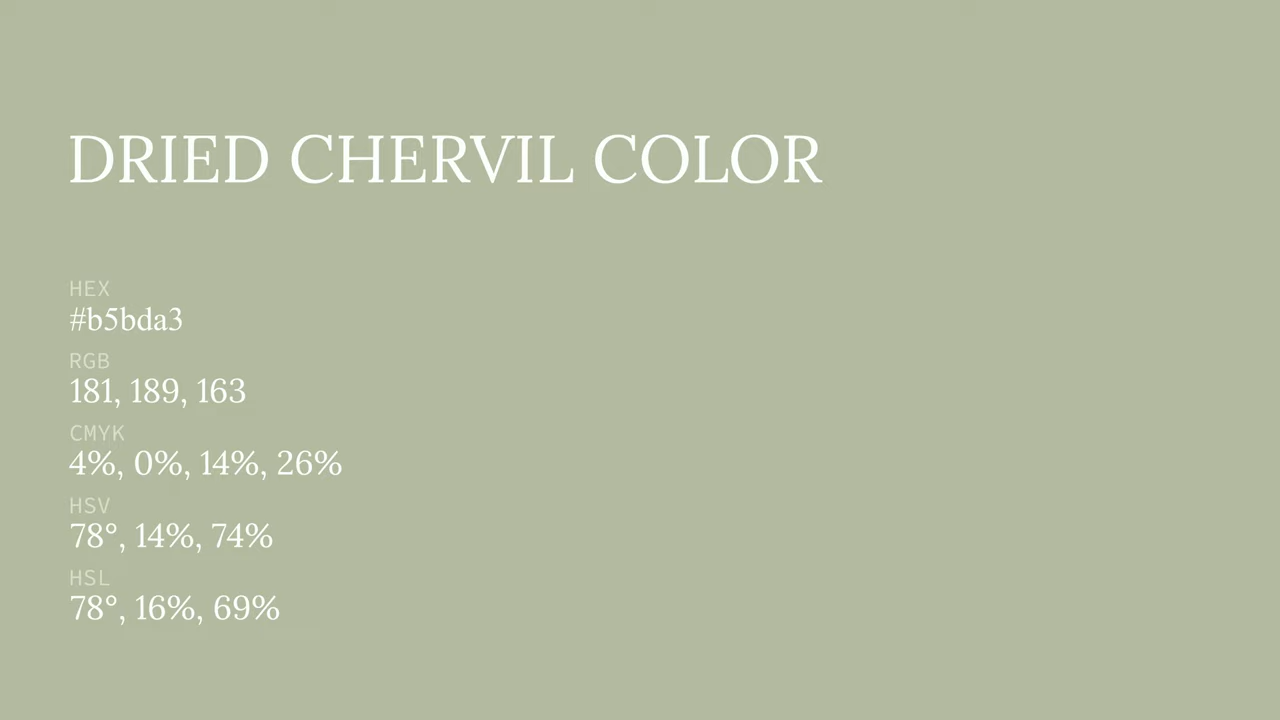 DRIED CHERVIL COLOR
HEX
#b5bda3
RGB
181, 189, 163
CMYK
4%, 0%, 14%, 26%
HSV
78°, 14%, 74%
HSL
78°, 16%, 69%